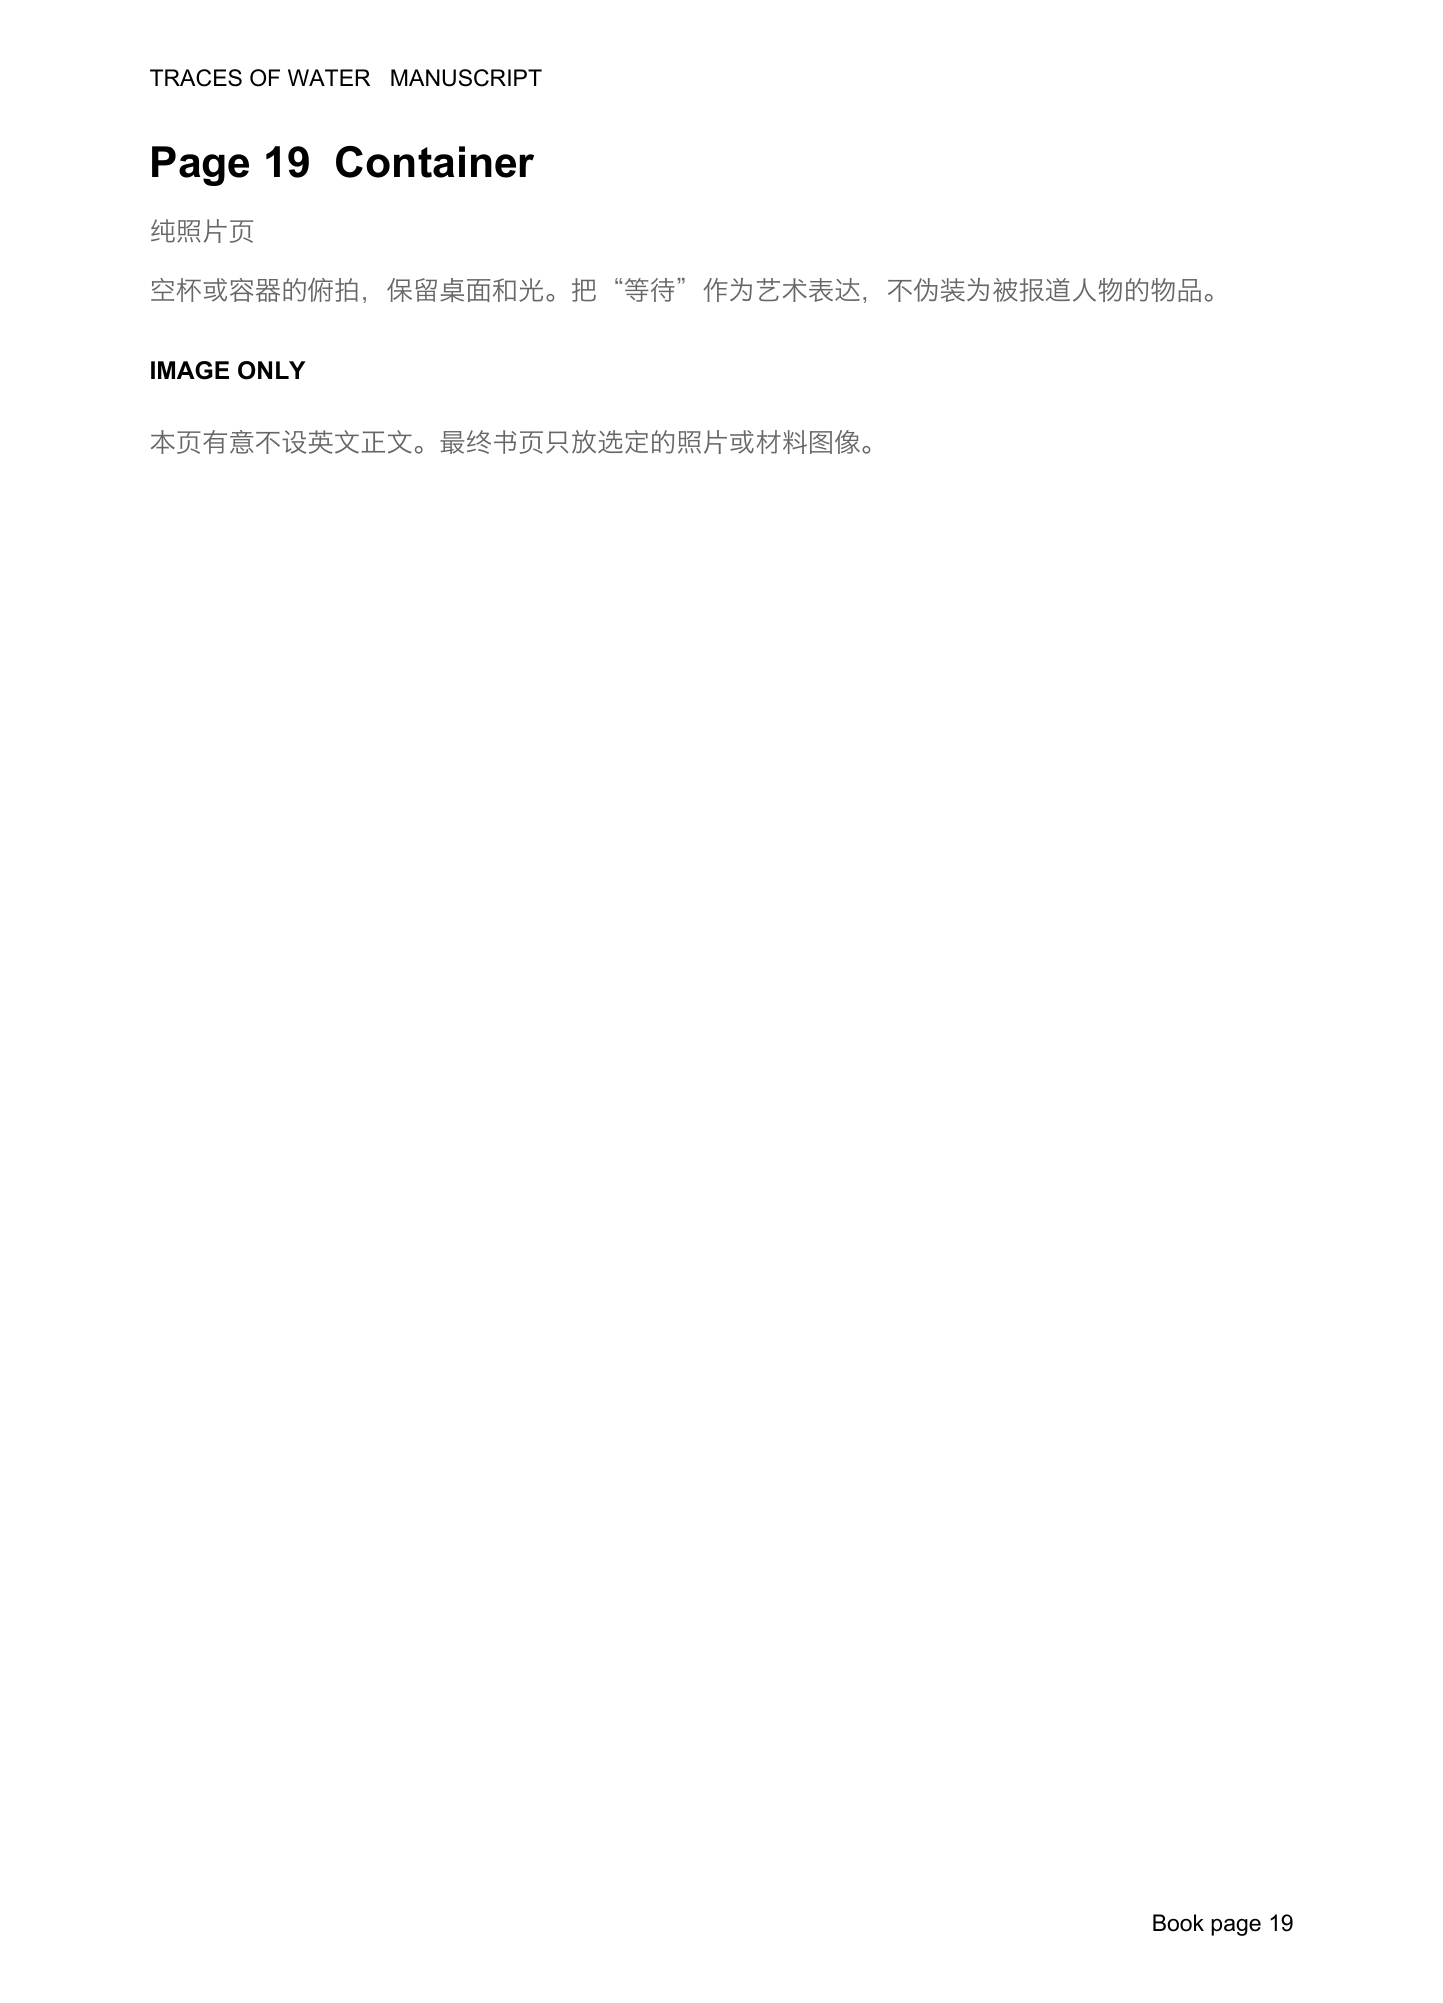 TRACES OF WATER   MANUSCRIPT
Page 19  Container
纯照片页
空杯或容器的俯拍，保留桌面和光。把“等待”作为艺术表达，不伪装为被报道人物的物品。
IMAGE ONLY
本页有意不设英文正文。最终书页只放选定的照片或材料图像。
Book page 19